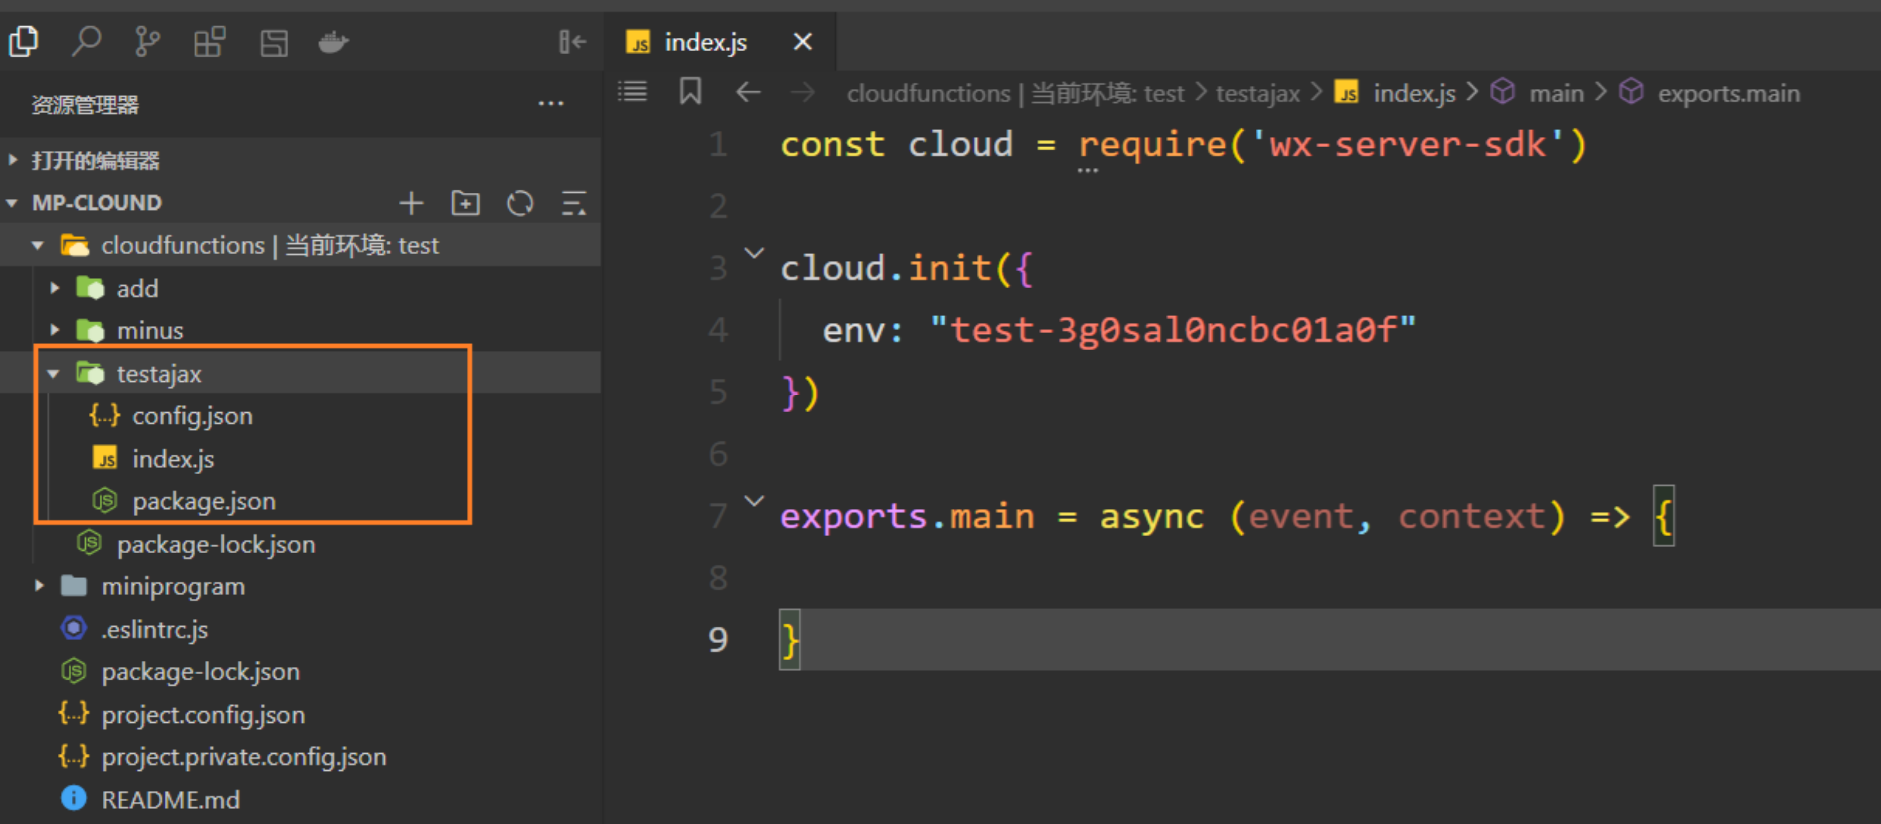 资源管理器
打开的编辑器
MP-CLOUND
cloudfunctions | 当前环境: test
add
minus
testajax
config.json
index.js
package.json
package-lock.json
miniprogram
.eslintrc.js
package-lock.json
project.config.json
project.private.config.json
README.md
index.js
cloudfunctions | 当前环境: test > testajax > index.js > main > exports.main
1 const cloud = require('wx-server-sdk')
2
3 cloud.init({
4 env: "test-3g0sal0ncbc01a0f"
5 })
6
7 exports.main = async (event, context) => {
8
9 }